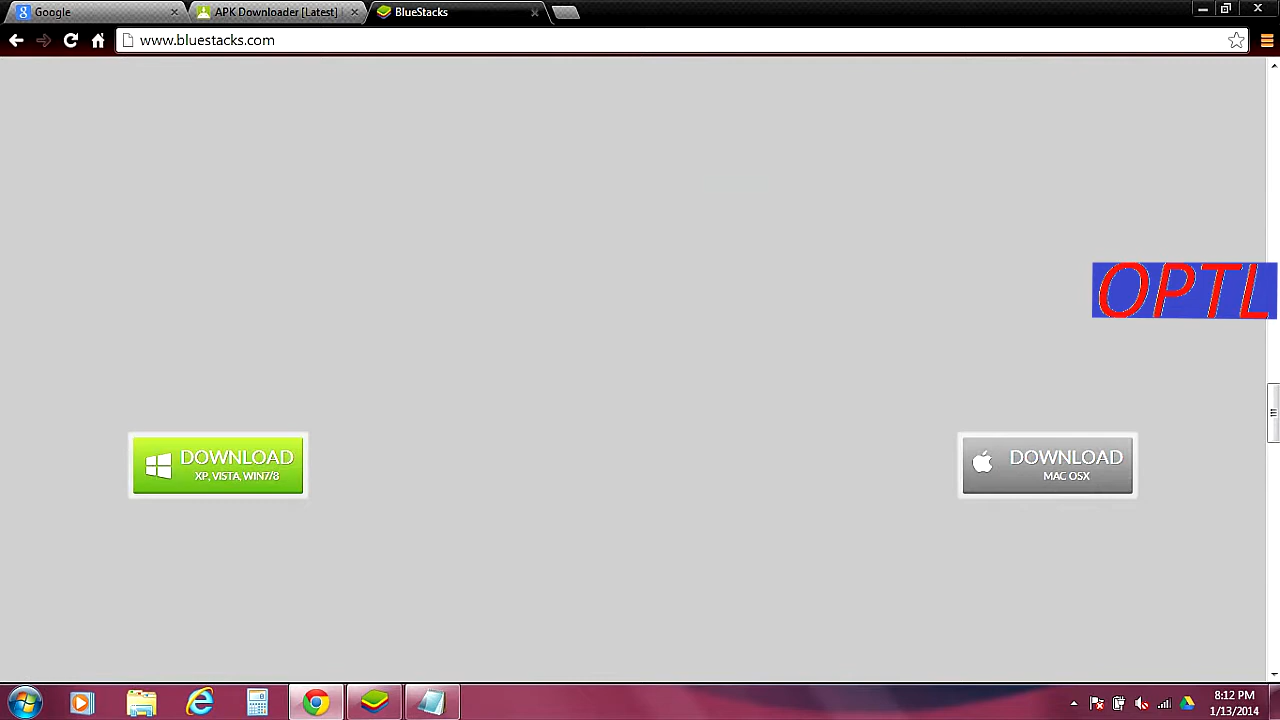 Google
APK Downloader [Latest]
BlueStacks
www.bluestacks.com
OPTL
DOWNLOAD
XP, VISTA, WIN7/8
DOWNLOAD
MAC OSX
8:12 PM
1/13/2014